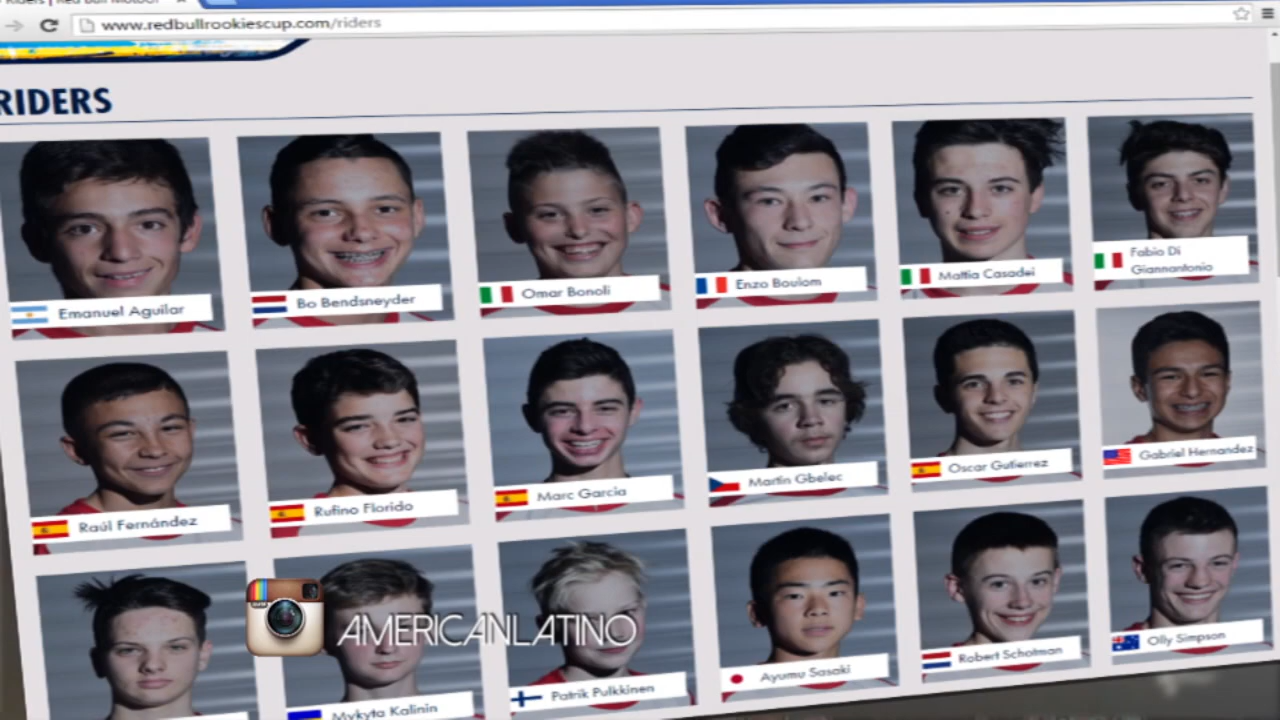 www.redbullrookiescup.com/riders
RIDERS
Emanuel Aguilar
Bo Bendsneyder
Omar Bonoli
Enzo Boulom
Mattia Casadei
Fabio Di
Giannantonio
Raúl Fernández
Rufino Florido
Marc Garcia
Martin Gbelec
Oscar Gutierrez
Gabriel Hernandez
AMERICANLATINO
Mykyta Kalinin
Patrik Pulkkinen
Ayumu Sasaki
Robert Schotman
Olly Simpson